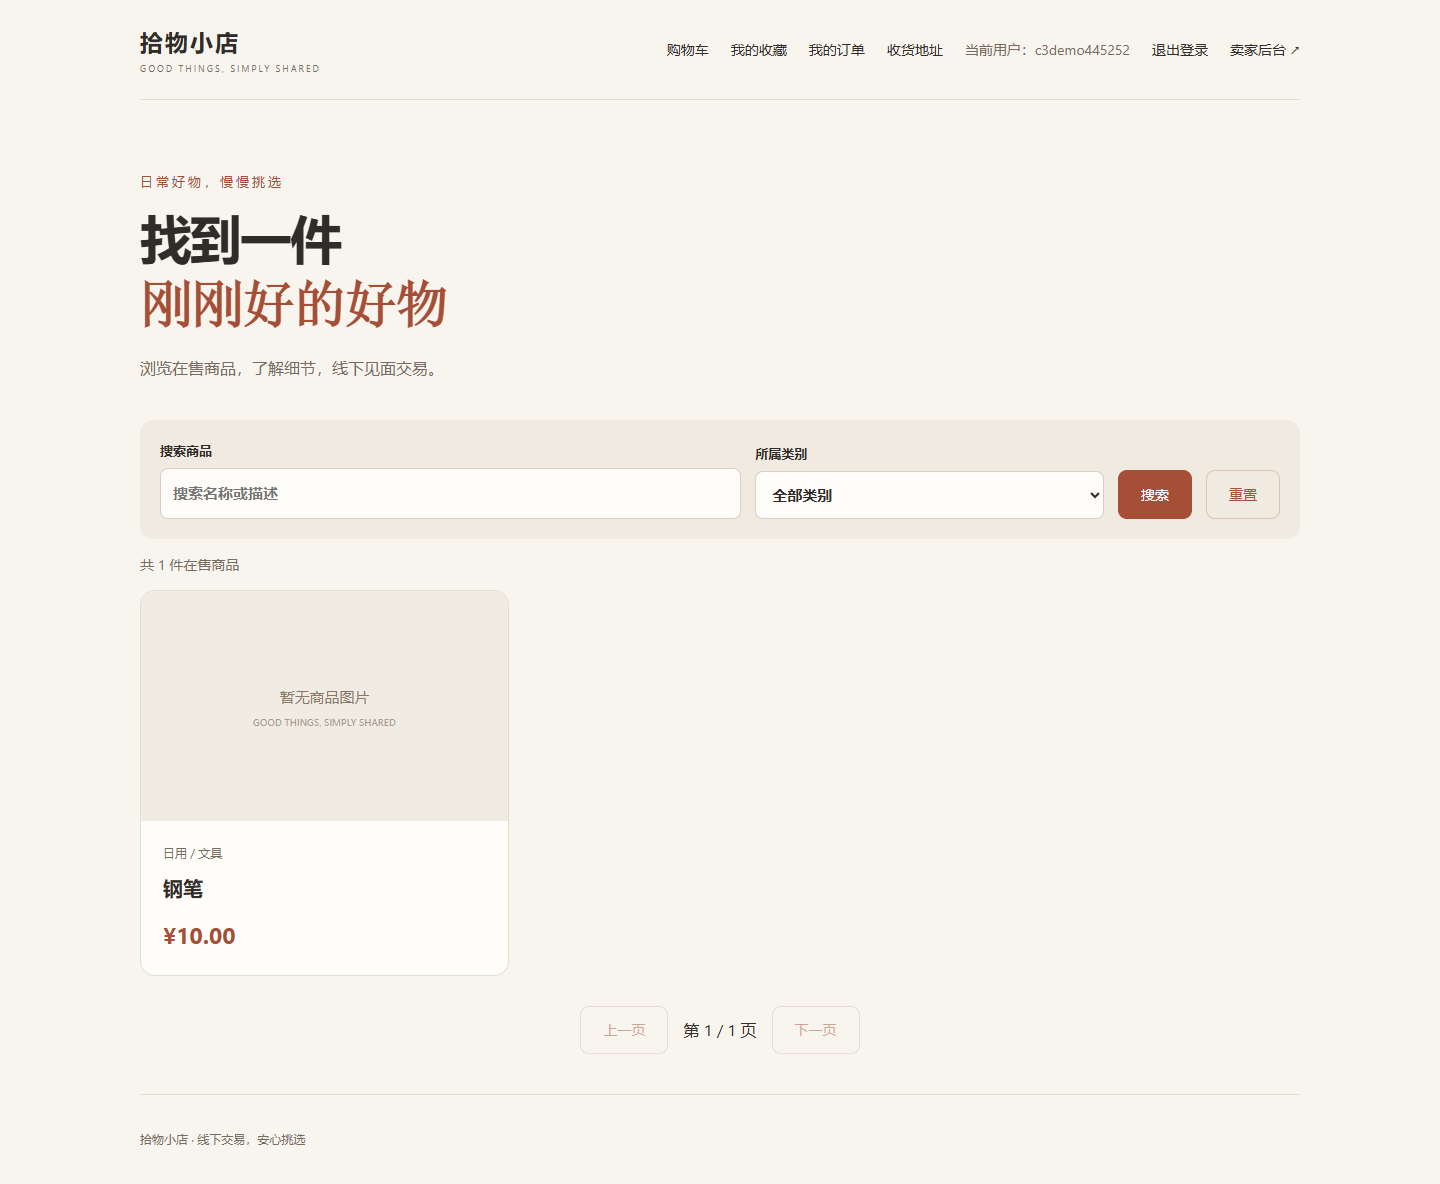 拾物小店
GOOD THINGS, SIMPLY SHARED
购物车 我的收藏 我的订单 收货地址 当前用户：c3demo445252 退出登录 卖家后台 ↗
日常好物，慢慢挑选
找到一件
刚刚好的好物
浏览在售商品，了解细节，线下见面交易。
搜索商品
搜索名称或描述
所属类别
全部类别
搜索
重置
共 1 件在售商品
暂无商品图片
GOOD THINGS, SIMPLY SHARED
日用 / 文具
钢笔
¥10.00
上一页 第 1 / 1 页 下一页
拾物小店 · 线下交易，安心挑选